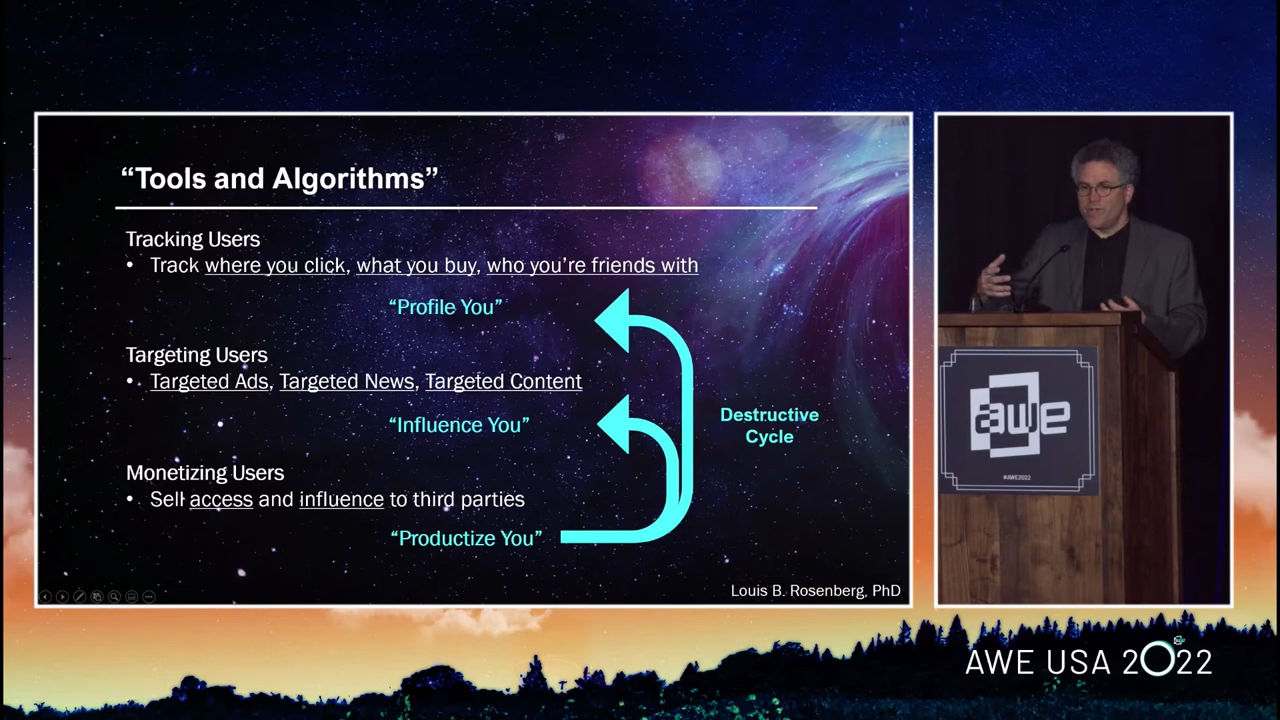 “Tools and Algorithms”
Tracking Users
• Track where you click, what you buy, who you’re friends with
“Profile You”
Targeting Users
• Targeted Ads, Targeted News, Targeted Content
“Influence You”
Destructive
Cycle
Monetizing Users
• Sell access and influence to third parties
“Productize You”
Louis B. Rosenberg, PhD
awe
#AWE2022
AWE USA 2022